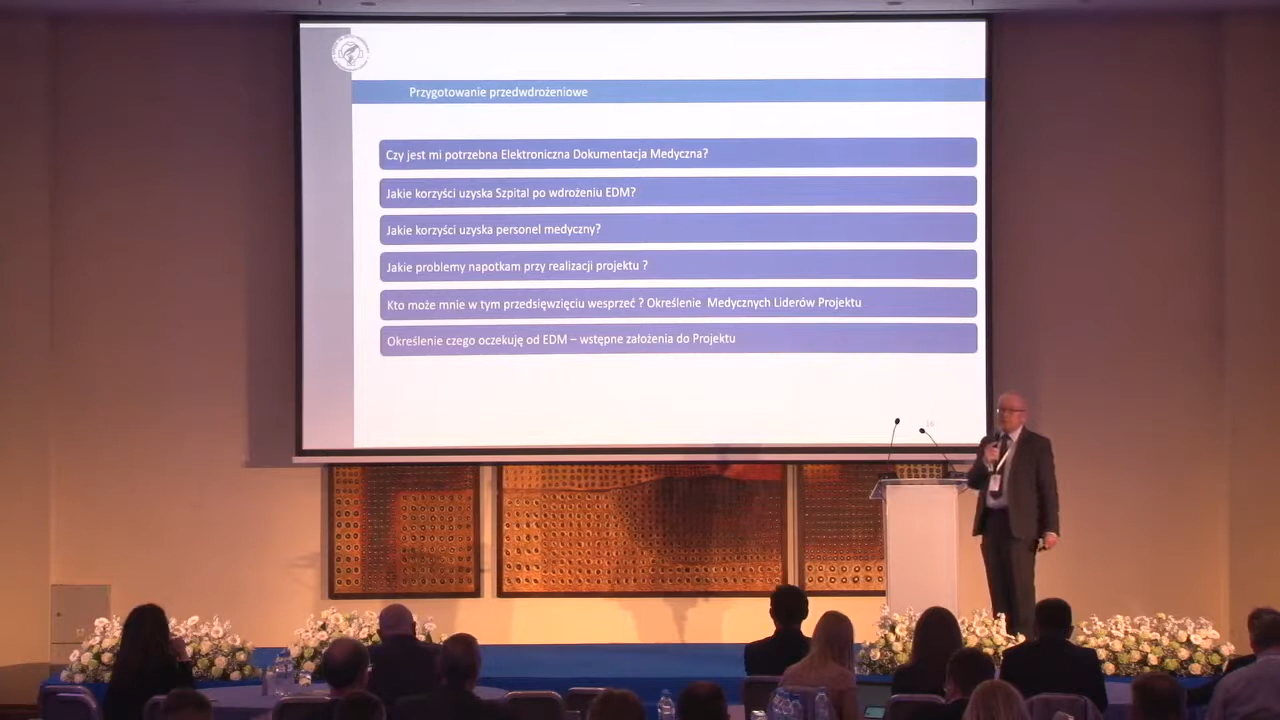 Przygotowanie przedwdrożeniowe
Czy jest mi potrzebna Elektroniczna Dokumentacja Medyczna?
Jakie korzyści uzyska Szpital po wdrożeniu EDM?
Jakie korzyści uzyska personel medyczny?
Jakie problemy napotkam przy realizacji projektu ?
Kto może mnie w tym przedsięwzięciu wesprzeć ? Określenie Medycznych Liderów Projektu
Określenie czego oczekuję od EDM – wstępne założenia do Projektu
16